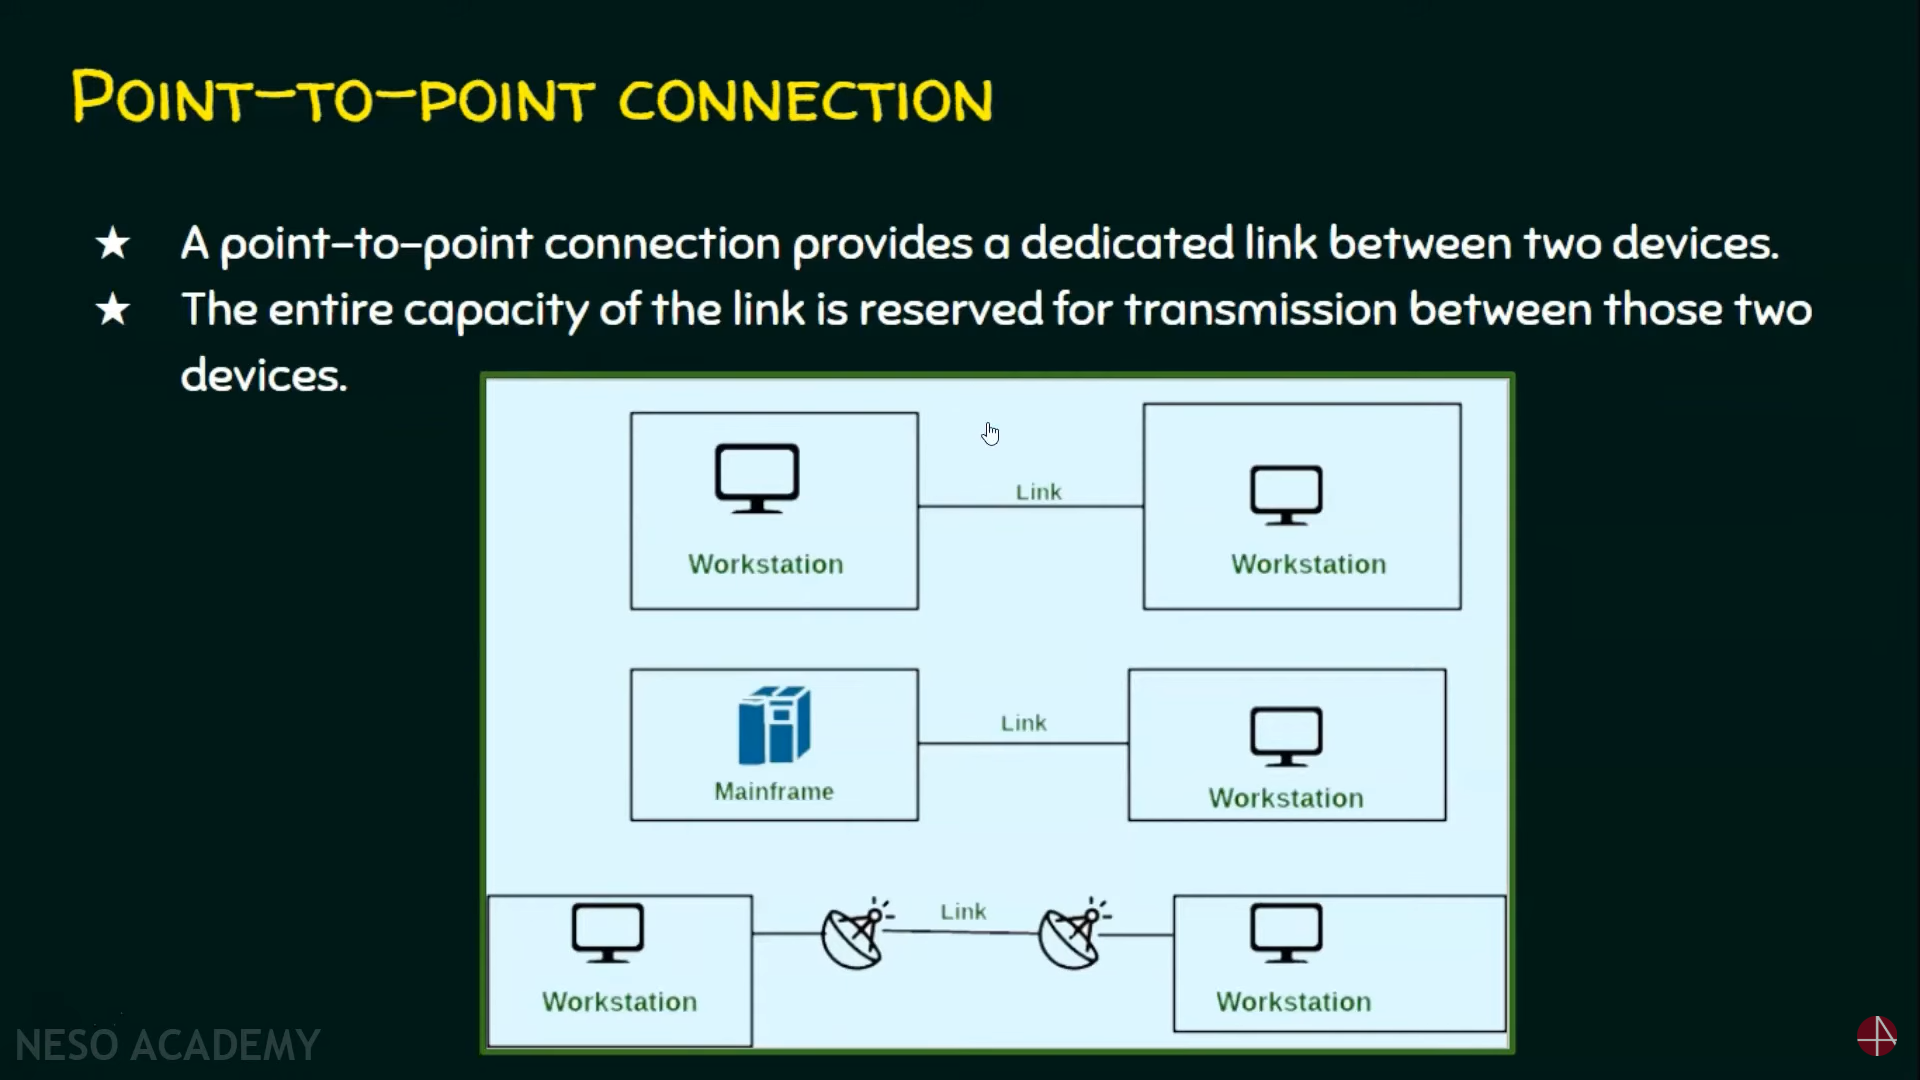 POINT-TO-POINT CONNECTION
★ A point-to-point connection provides a dedicated link between two devices.
★ The entire capacity of the link is reserved for transmission between those two
devices.
Link
Workstation
Workstation
Link
Mainframe
Workstation
Link
Workstation
Workstation
NESO ACADEMY